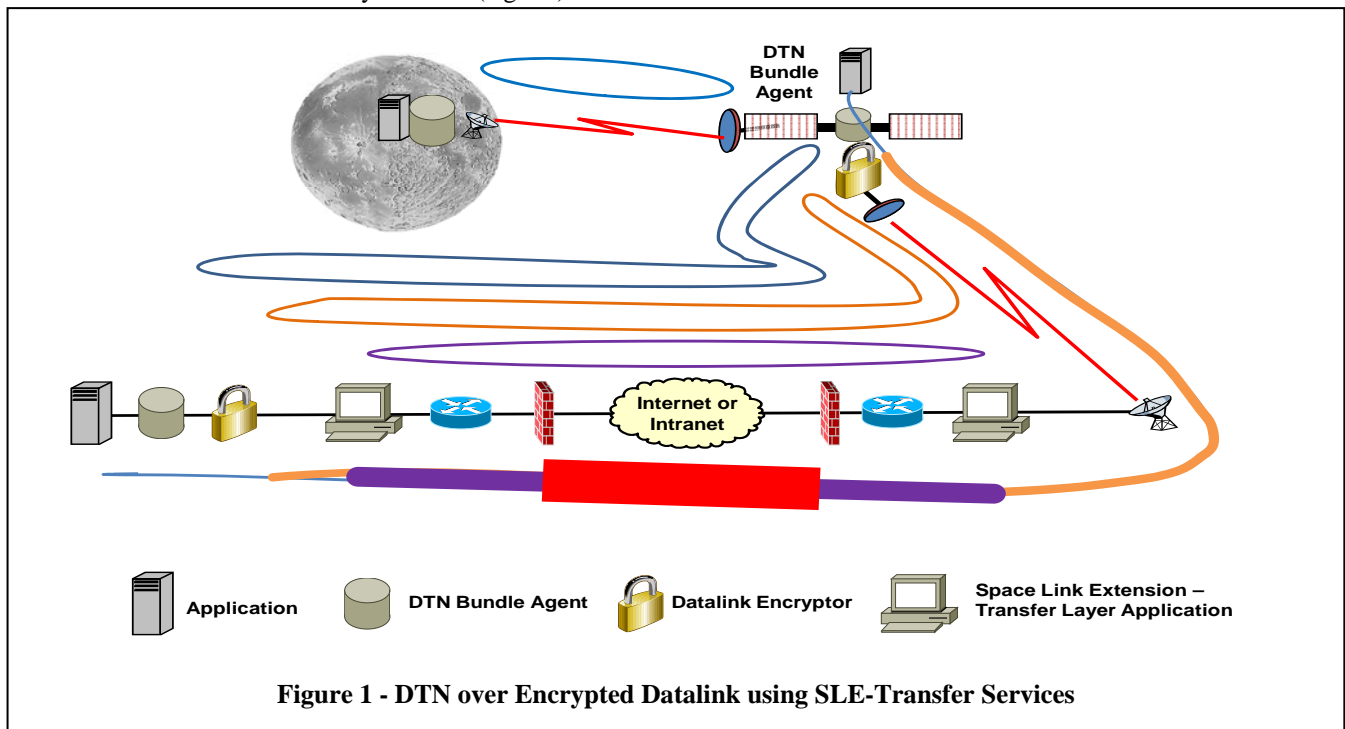 DTN
Bundle
Agent
Internet or
Intranet
Application
DTN Bundle Agent
Datalink Encryptor
Space Link Extension –
Transfer Layer Application
Figure 1 - DTN over Encrypted Datalink using SLE-Transfer Services